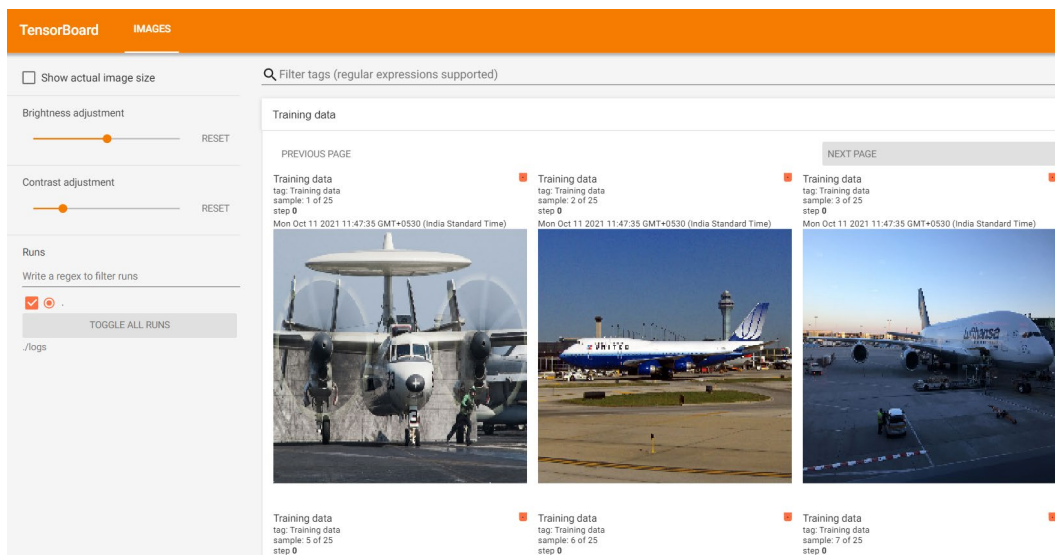 TensorBoard
IMAGES
Show actual image size
Filter tags (regular expressions supported)
Brightness adjustment
RESET
Contrast adjustment
RESET
Runs
Write a regex to filter runs
.
TOGGLE ALL RUNS
./logs
Training data
PREVIOUS PAGE
NEXT PAGE
Training data
tag: Training data
sample: 1 of 25
step 0
Mon Oct 11 2021 11:47:35 GMT+0530 (India Standard Time)
Training data
tag: Training data
sample: 2 of 25
step 0
Mon Oct 11 2021 11:47:35 GMT+0530 (India Standard Time)
UNITED
Training data
tag: Training data
sample: 3 of 25
step 0
Mon Oct 11 2021 11:47:35 GMT+0530 (India Standard Time)
Lufthansa
Training data
tag: Training data
sample: 5 of 25
step 0
Training data
tag: Training data
sample: 6 of 25
step 0
Training data
tag: Training data
sample: 7 of 25
step 0